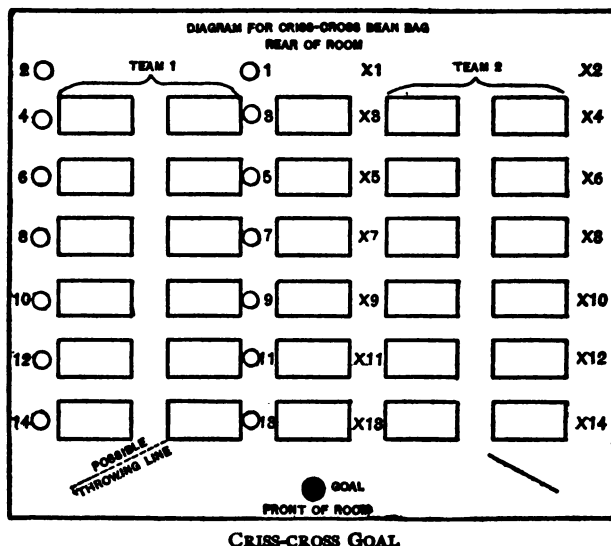 DIAGRAM FOR CRISS-CROSS BEAN BAG
REAR OF ROOM
2 TEAM 1 1 X1 TEAM 2 X2
4 3 X3 X4
6 5 X5 X6
8 7 X7 X8
10 9 X9 X10
12 11 X11 X12
14 13 X13 X14
POSSIBLE
THROWING LINE
GOAL
FRONT OF ROOM
CRISS-CROSS GOAL